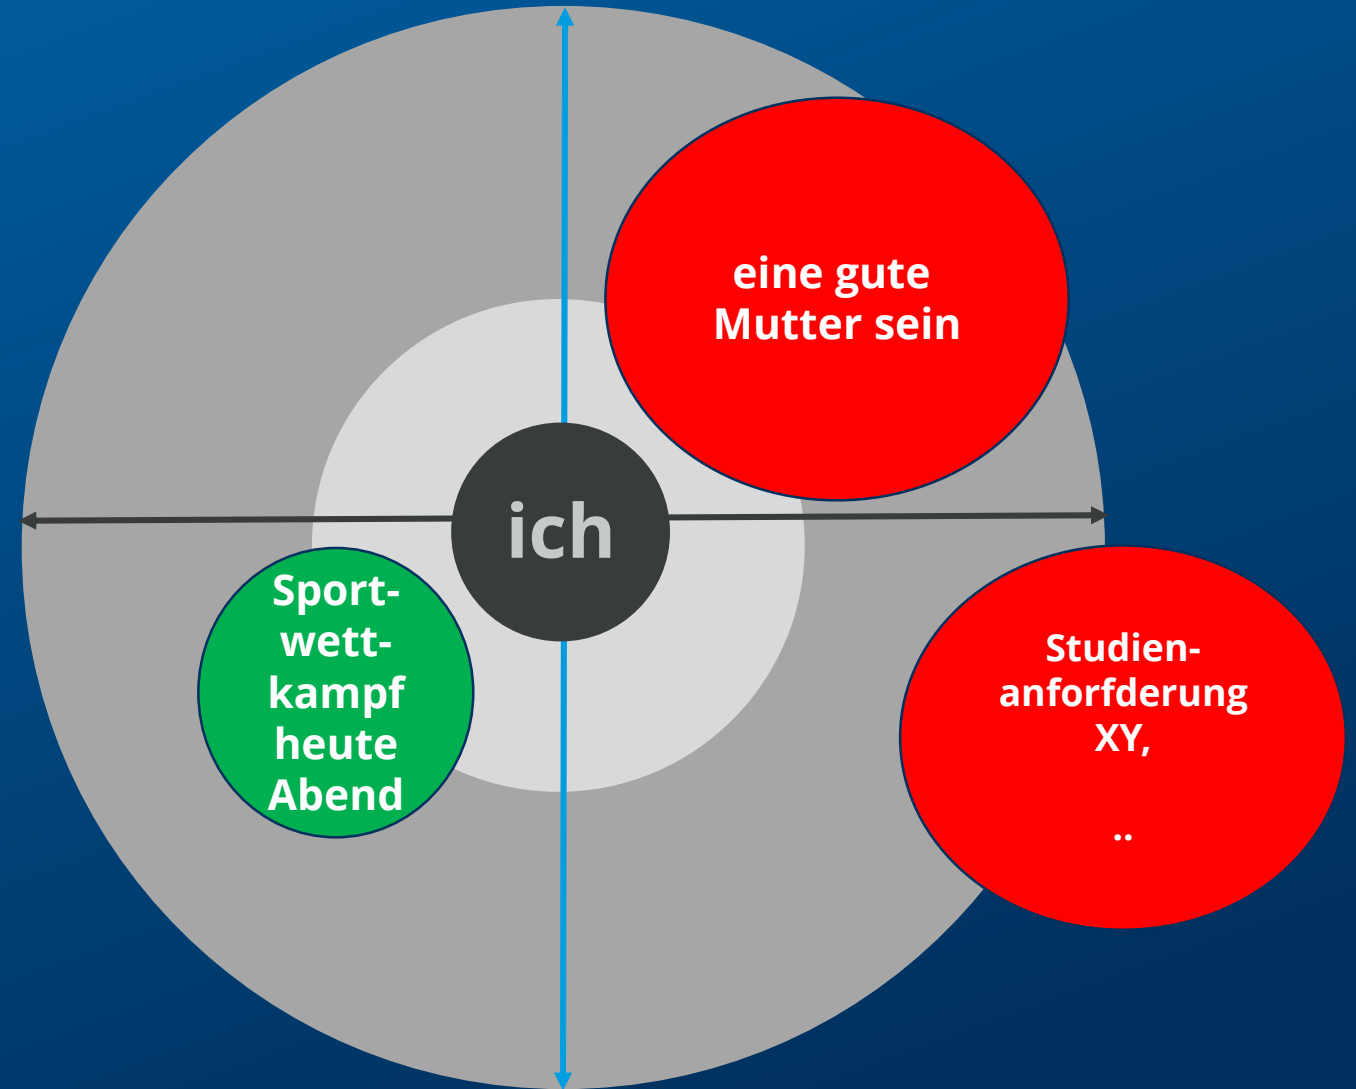 eine gute
Mutter sein
ich
Sport-
wett-
kampf
heute
Abend
Studien-
anforfderung
XY,
..